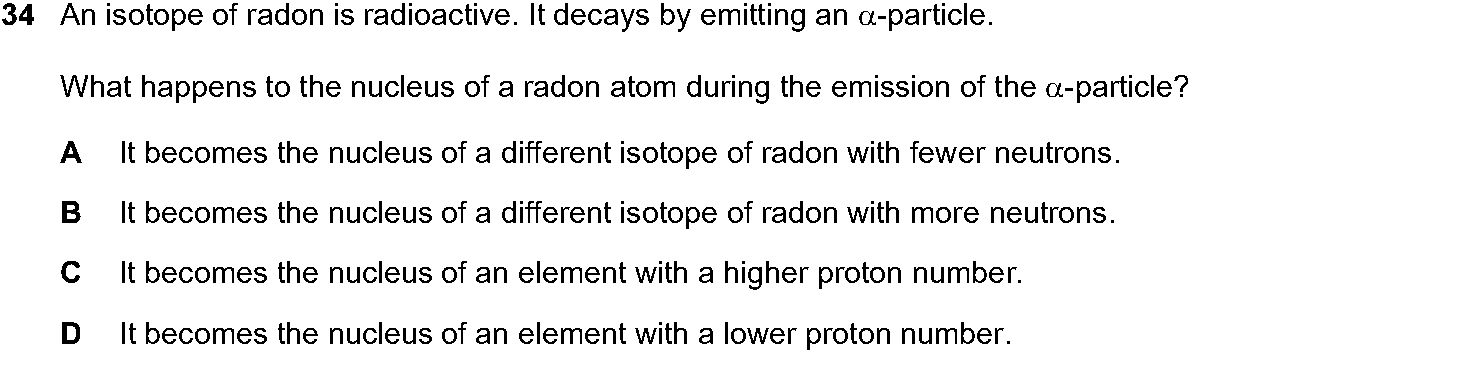 34 An isotope of radon is radioactive. It decays by emitting an α-particle.
What happens to the nucleus of a radon atom during the emission of the α-particle?
A It becomes the nucleus of a different isotope of radon with fewer neutrons.
B It becomes the nucleus of a different isotope of radon with more neutrons.
C It becomes the nucleus of an element with a higher proton number.
D It becomes the nucleus of an element with a lower proton number.